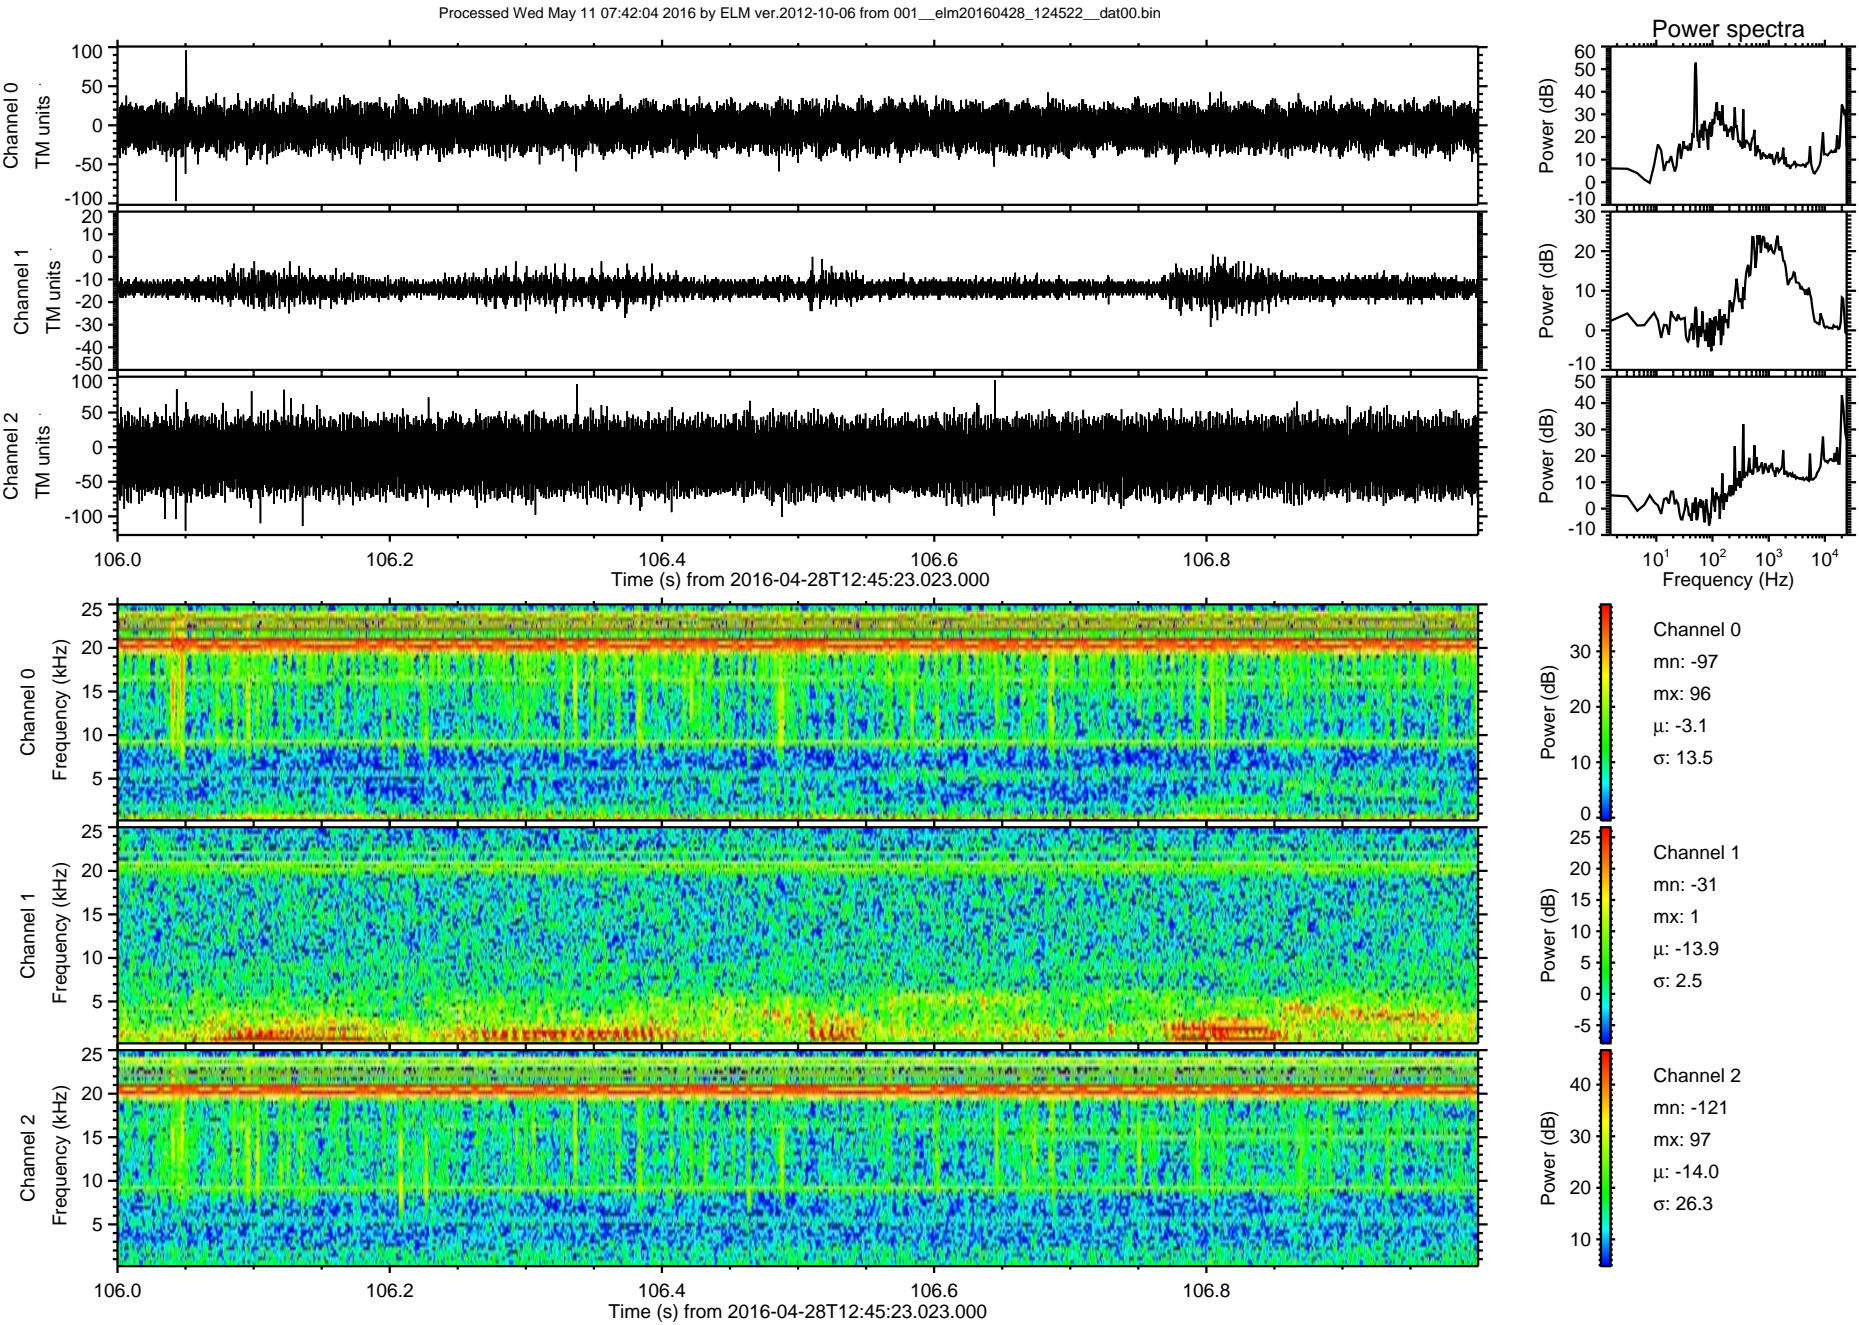 Processed Wed May 11 07:42:04 2016 by ELM ver.2012-10-06 from 001__elm20160428_124522__dat00.bin
Power spectra
Channel 0
TM units
100
50
0
-50
-100
Power (dB)
60
50
40
30
20
10
0
-10
Channel 1
TM units
20
10
0
-10
-20
-30
-40
-50
Power (dB)
30
20
10
0
-10
Channel 2
TM units
100
50
0
-50
-100
Power (dB)
50
40
30
20
10
0
-10
106.0 106.2 106.4 106.6 106.8
Time (s) from 2016-04-28T12:45:23.023.000
10¹ 10² 10³ 10⁴
Frequency (Hz)
Channel 0
Frequency (kHz)
25
20
15
10
5
Power (dB)
30
20
10
0
Channel 0
mn: -97
mx: 96
μ: -3.1
σ: 13.5
Channel 1
Frequency (kHz)
25
20
15
10
5
Power (dB)
25
20
15
10
5
0
-5
Channel 1
mn: -31
mx: 1
μ: -13.9
σ: 2.5
Channel 2
Frequency (kHz)
25
20
15
10
5
Power (dB)
40
30
20
10
Channel 2
mn: -121
mx: 97
μ: -14.0
σ: 26.3
106.0 106.2 106.4 106.6 106.8
Time (s) from 2016-04-28T12:45:23.023.000